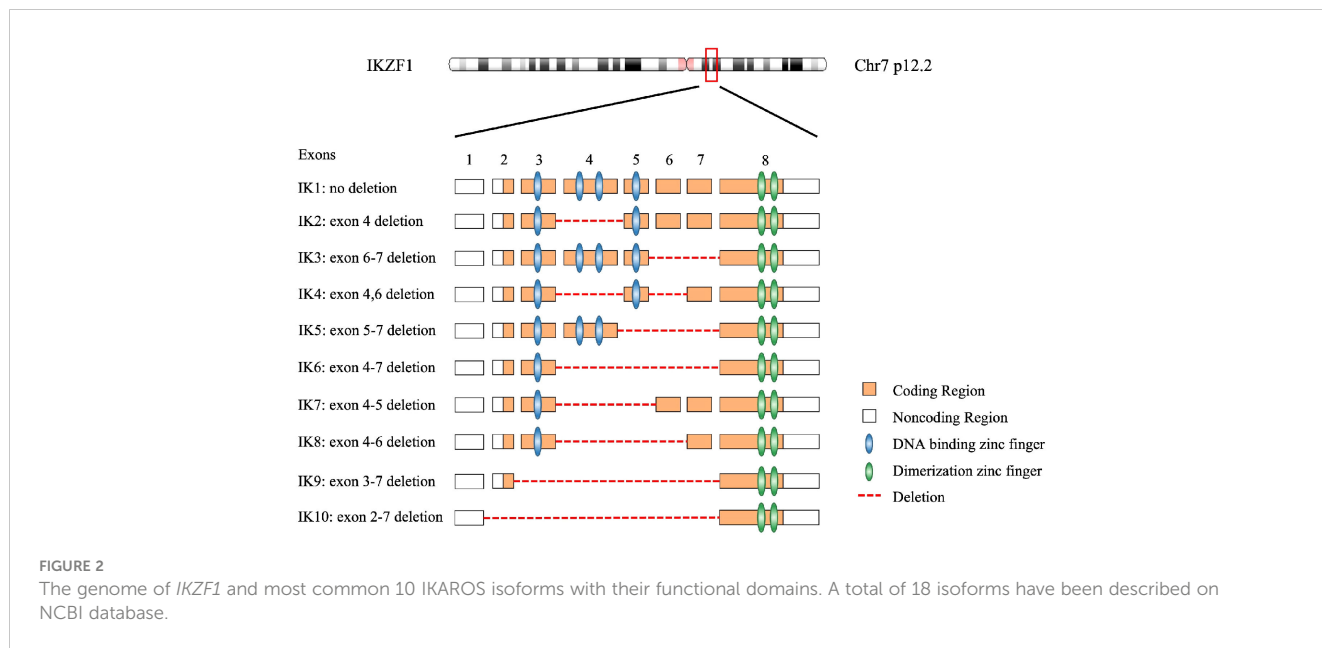 IKZF1
Chr7 p12.2
Exons
1 2 3 4 5 6 7 8
IK1: no deletion
IK2: exon 4 deletion
IK3: exon 6-7 deletion
IK4: exon 4,6 deletion
IK5: exon 5-7 deletion
IK6: exon 4-7 deletion
IK7: exon 4-5 deletion
IK8: exon 4-6 deletion
IK9: exon 3-7 deletion
IK10: exon 2-7 deletion
Coding Region
Noncoding Region
DNA binding zinc finger
Dimerization zinc finger
Deletion
FIGURE 2
The genome of IKZF1 and most common 10 IKAROS isoforms with their functional domains. A total of 18 isoforms have been described on
NCBI database.